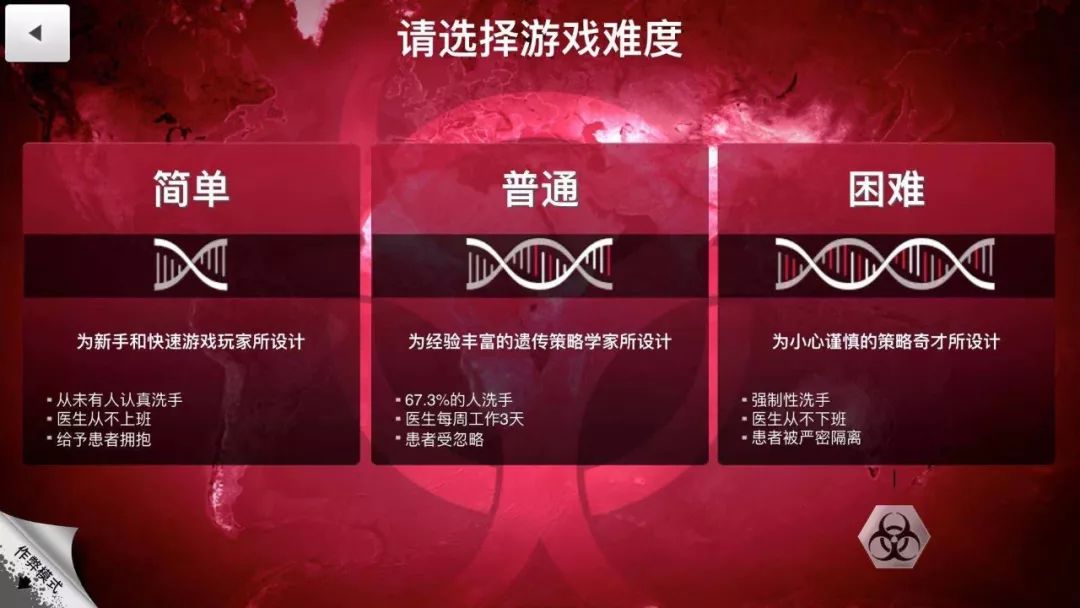 请选择游戏难度
简单
为新手和快速游戏玩家所设计
▪ 从未有人认真洗手
▪ 医生从不上班
▪ 给予患者拥抱
普通
为经验丰富的遗传策略学家所设计
▪ 67.3%的人洗手
▪ 医生每周工作3天
▪ 患者受忽略
困难
为小心谨慎的策略奇才所设计
▪ 强制性洗手
▪ 医生从不下班
▪ 患者被严密隔离
作弊模式